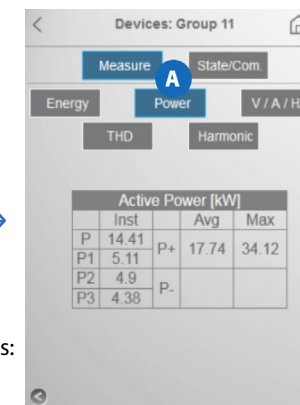 Devices: Group 11
Measure State/Com.
A
Energy Power V / A / H
THD Harmonic
Active Power [kW]
Inst Avg Max
P 14.41 P+ 17.74 34.12
P1 5.11
P2 4.9 P-
P3 4.38
s: